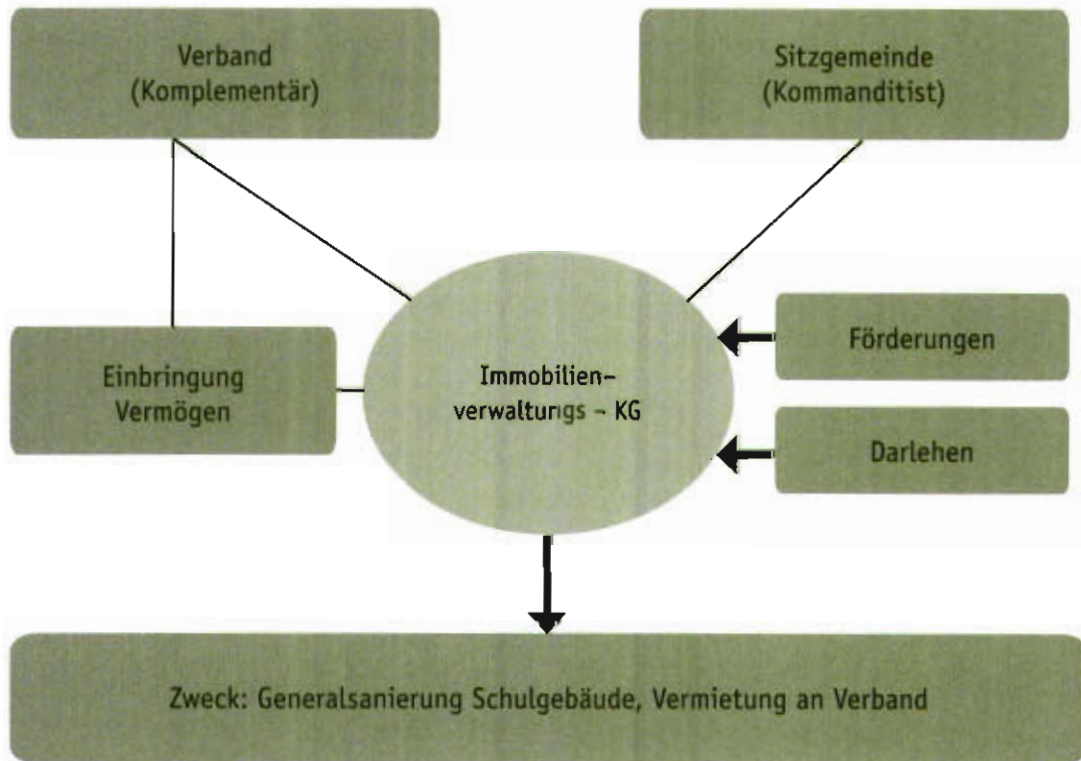 Verband
(Komplementär)
Sitzgemeinde
(Kommanditist)
Einbringung
Vermögen
Immobilien-
verwaltungs - KG
Förderungen
Darlehen
Zweck: Generalsanierung Schulgebäude, Vermietung an Verband